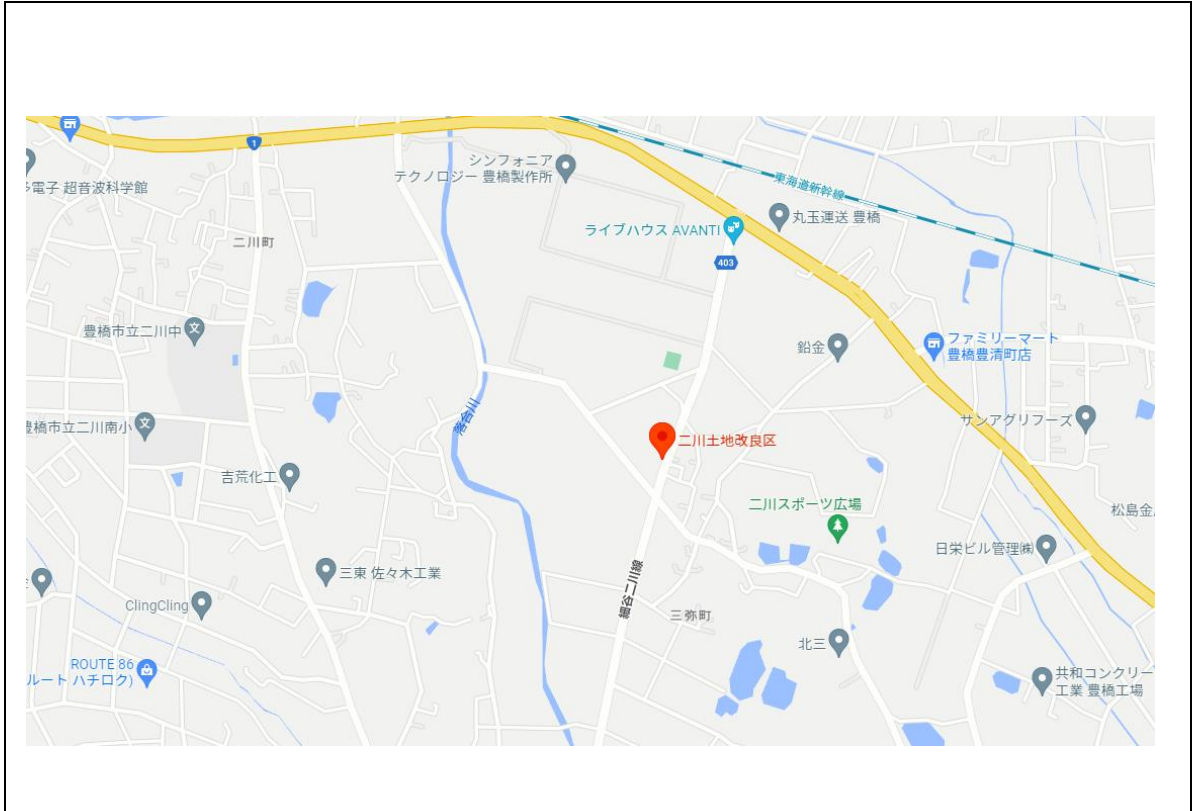 1
シンフォニア
テクノロジー 豊橋製作所
電子 超音波科学館
東海道新幹線
丸玉運送 豊橋
ライブハウス AVANTI
二川町
403
豊橋市立二川中
文
鉛金
ファミリーマート
豊橋豊清町店
落合川
豊橋市立二川南小
文
サンアグリフーズ
二川土地改良区
吉荒化工
二川スポーツ広場
松島金
日栄ビル管理㈱
三東 佐々木工業
細谷二川線
ClingCling
三弥町
北三
ROUTE 86
ルート ハチロク)
共和コンクリー
工業 豊橋工場